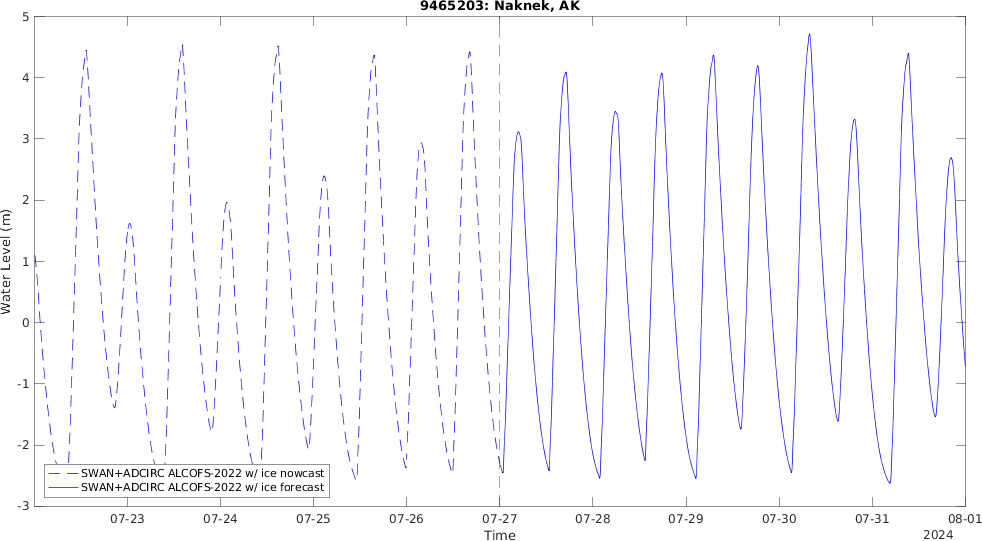 9465203: Naknek, AK
5
4
3
2
1
0
-1
-2
-3
Water Level (m)
SWAN+ADCIRC ALCOFS-2022 w/ ice nowcast
SWAN+ADCIRC ALCOFS-2022 w/ ice forecast
07-23 07-24 07-25 07-26 07-27 07-28 07-29 07-30 07-31 08-01
Time
2024